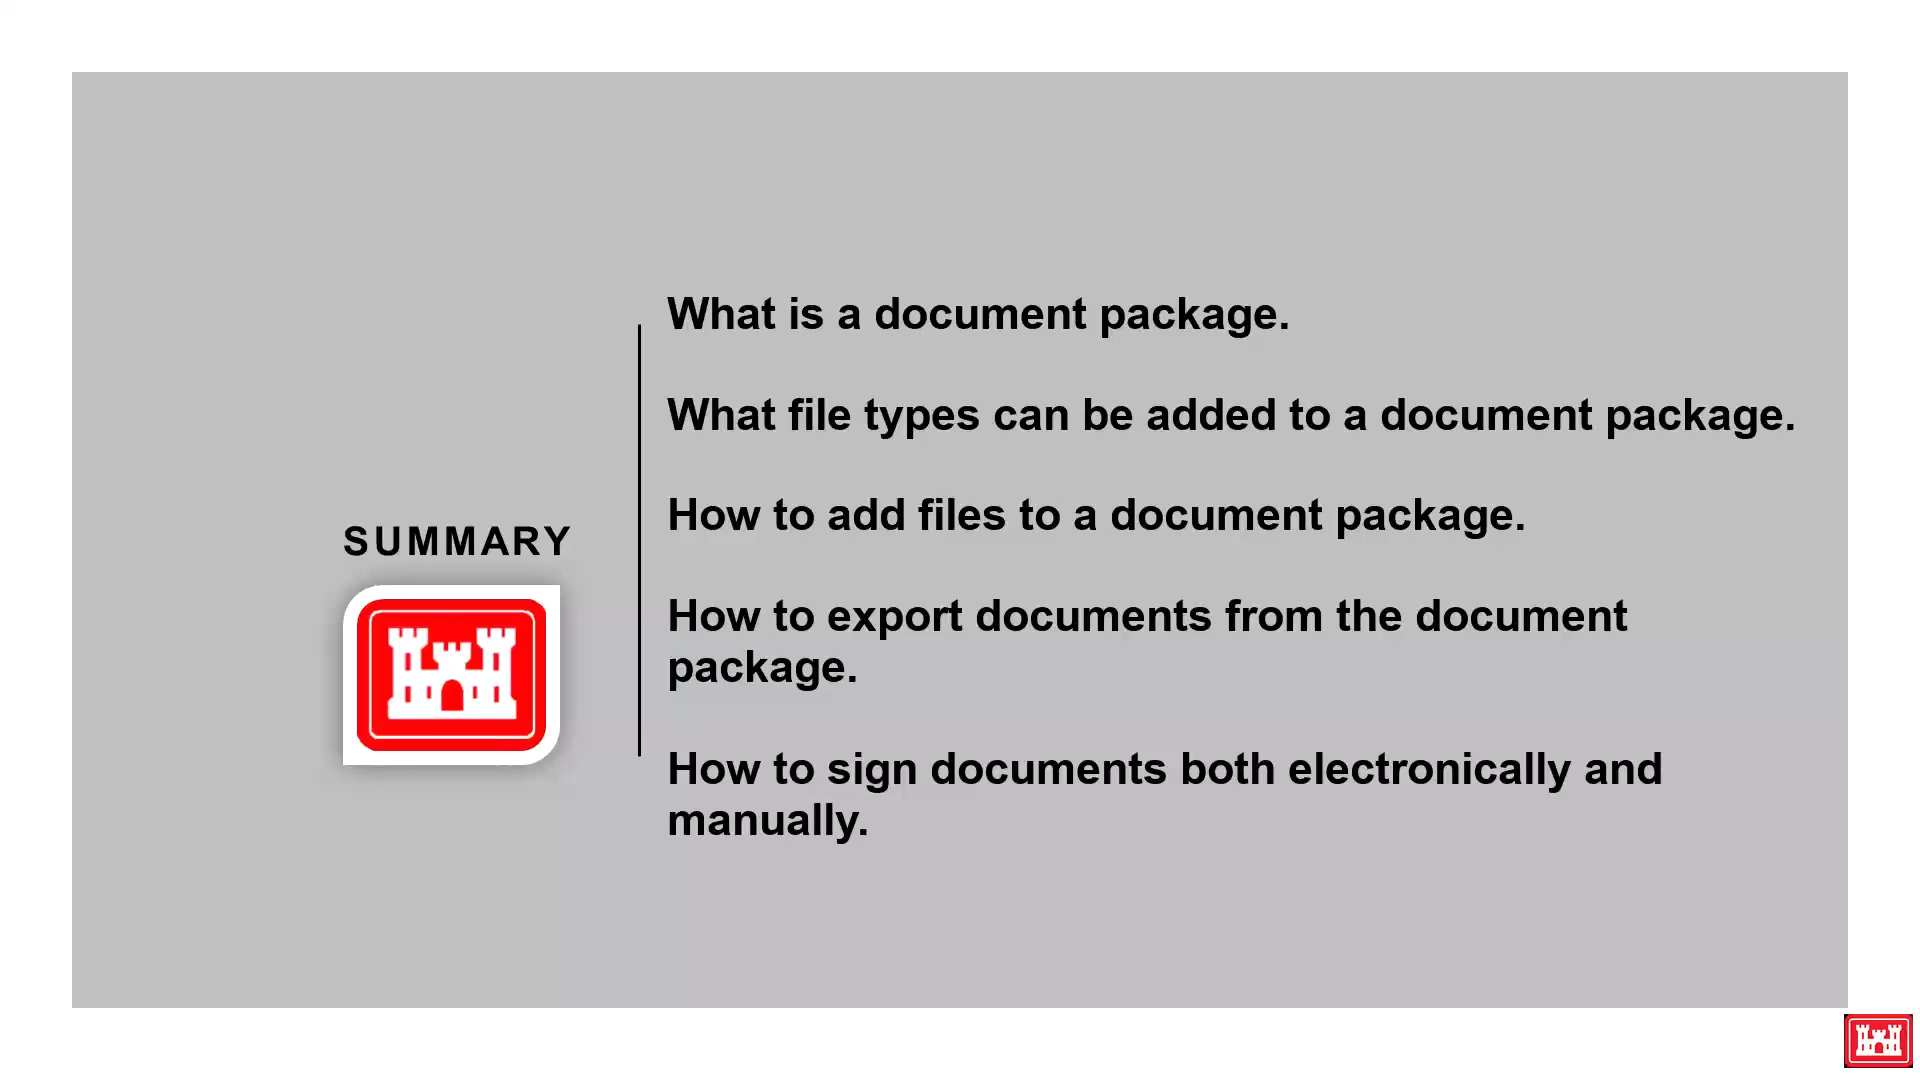 SUMMARY
What is a document package.
What file types can be added to a document package.
How to add files to a document package.
How to export documents from the document
package.
How to sign documents both electronically and
manually.